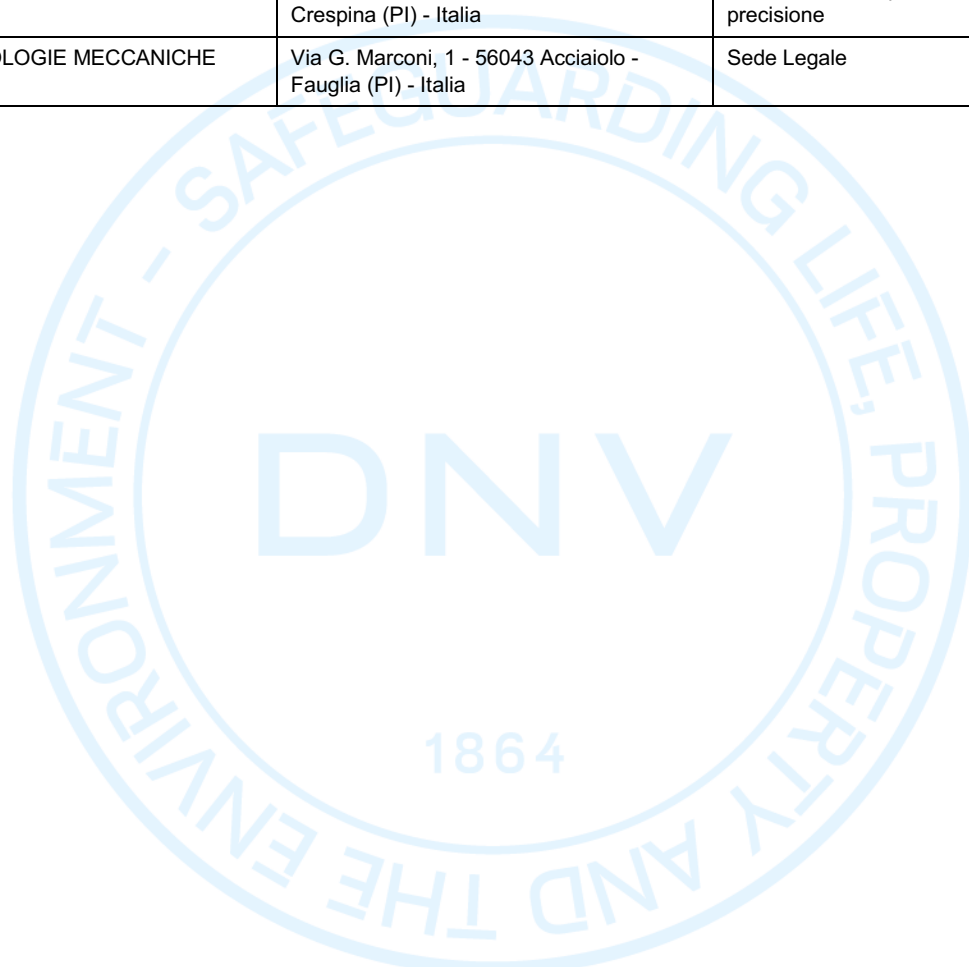 Crespina (PI) - Italia
precisione
OLOGIE MECCANICHE
Via G. Marconi, 1 - 56043 Acciaiolo -
Fauglia (PI) - Italia
Sede Legale
SAFEGUARDING LIFE, PROPERTY AND THE ENVIRONMENT -
DNV
1864